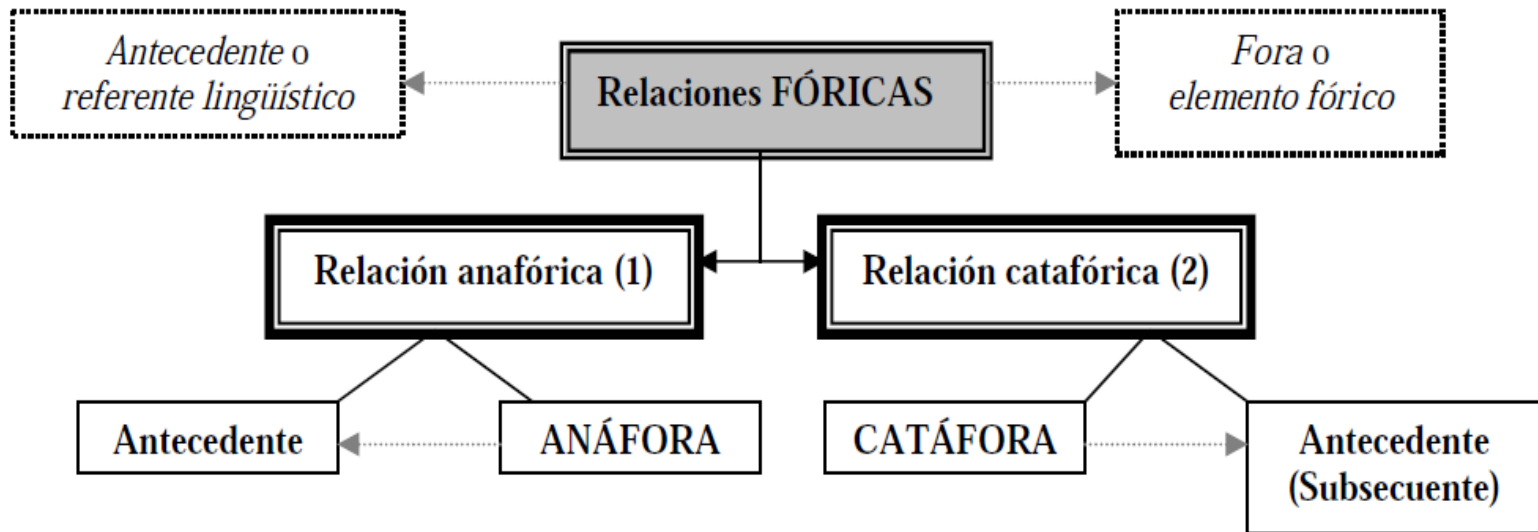 Antecedente o
referente lingüístico
Relaciones FÓRICAS
Fora o
elemento fórico
Relación anafórica (1)
Relación catafórica (2)
Antecedente
ANÁFORA
CATÁFORA
Antecedente
(Subsecuente)